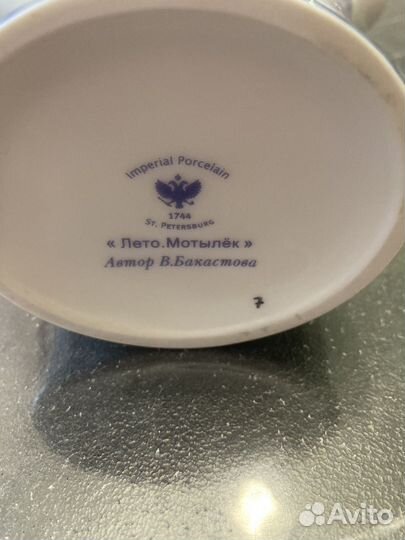 Imperial Porcelain
1744
St. Petersburg
« Лето.Мотылёк »
Автор В.Бакастова
7
Avito